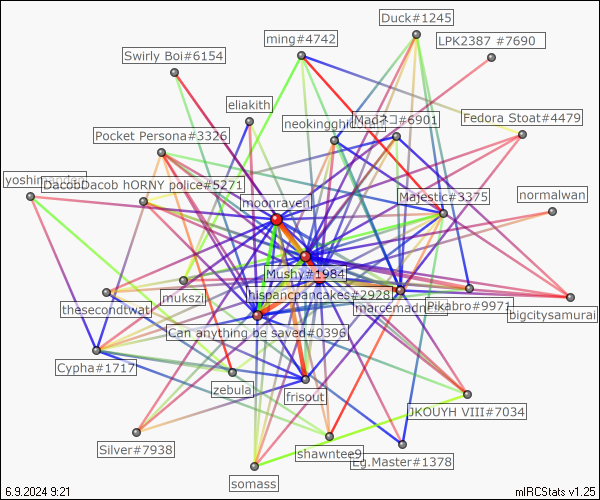 Duck#1245
ming#4742
LPK2387 #7690
Swirly Boi#6154
eliakith
Fedora Stoat#4479
Madネコ#6901
Pocket Persona#3326
DacobDacob hORNY police#5271
Majestic#3375
normalwan
moonraven
Mushy#1984
mukszi
hispancpancakes#2928
thesecondtwat
Pikabro#9971
bigcitysamurai
Can anything be saved#0396
Cypha#1717
zebula
frisout
JKOUYH VIII#7034
Silver#7938
shawntee9
Eg.Master#1378
somass
6.9.2024 9:21
mIRCStats v1.25